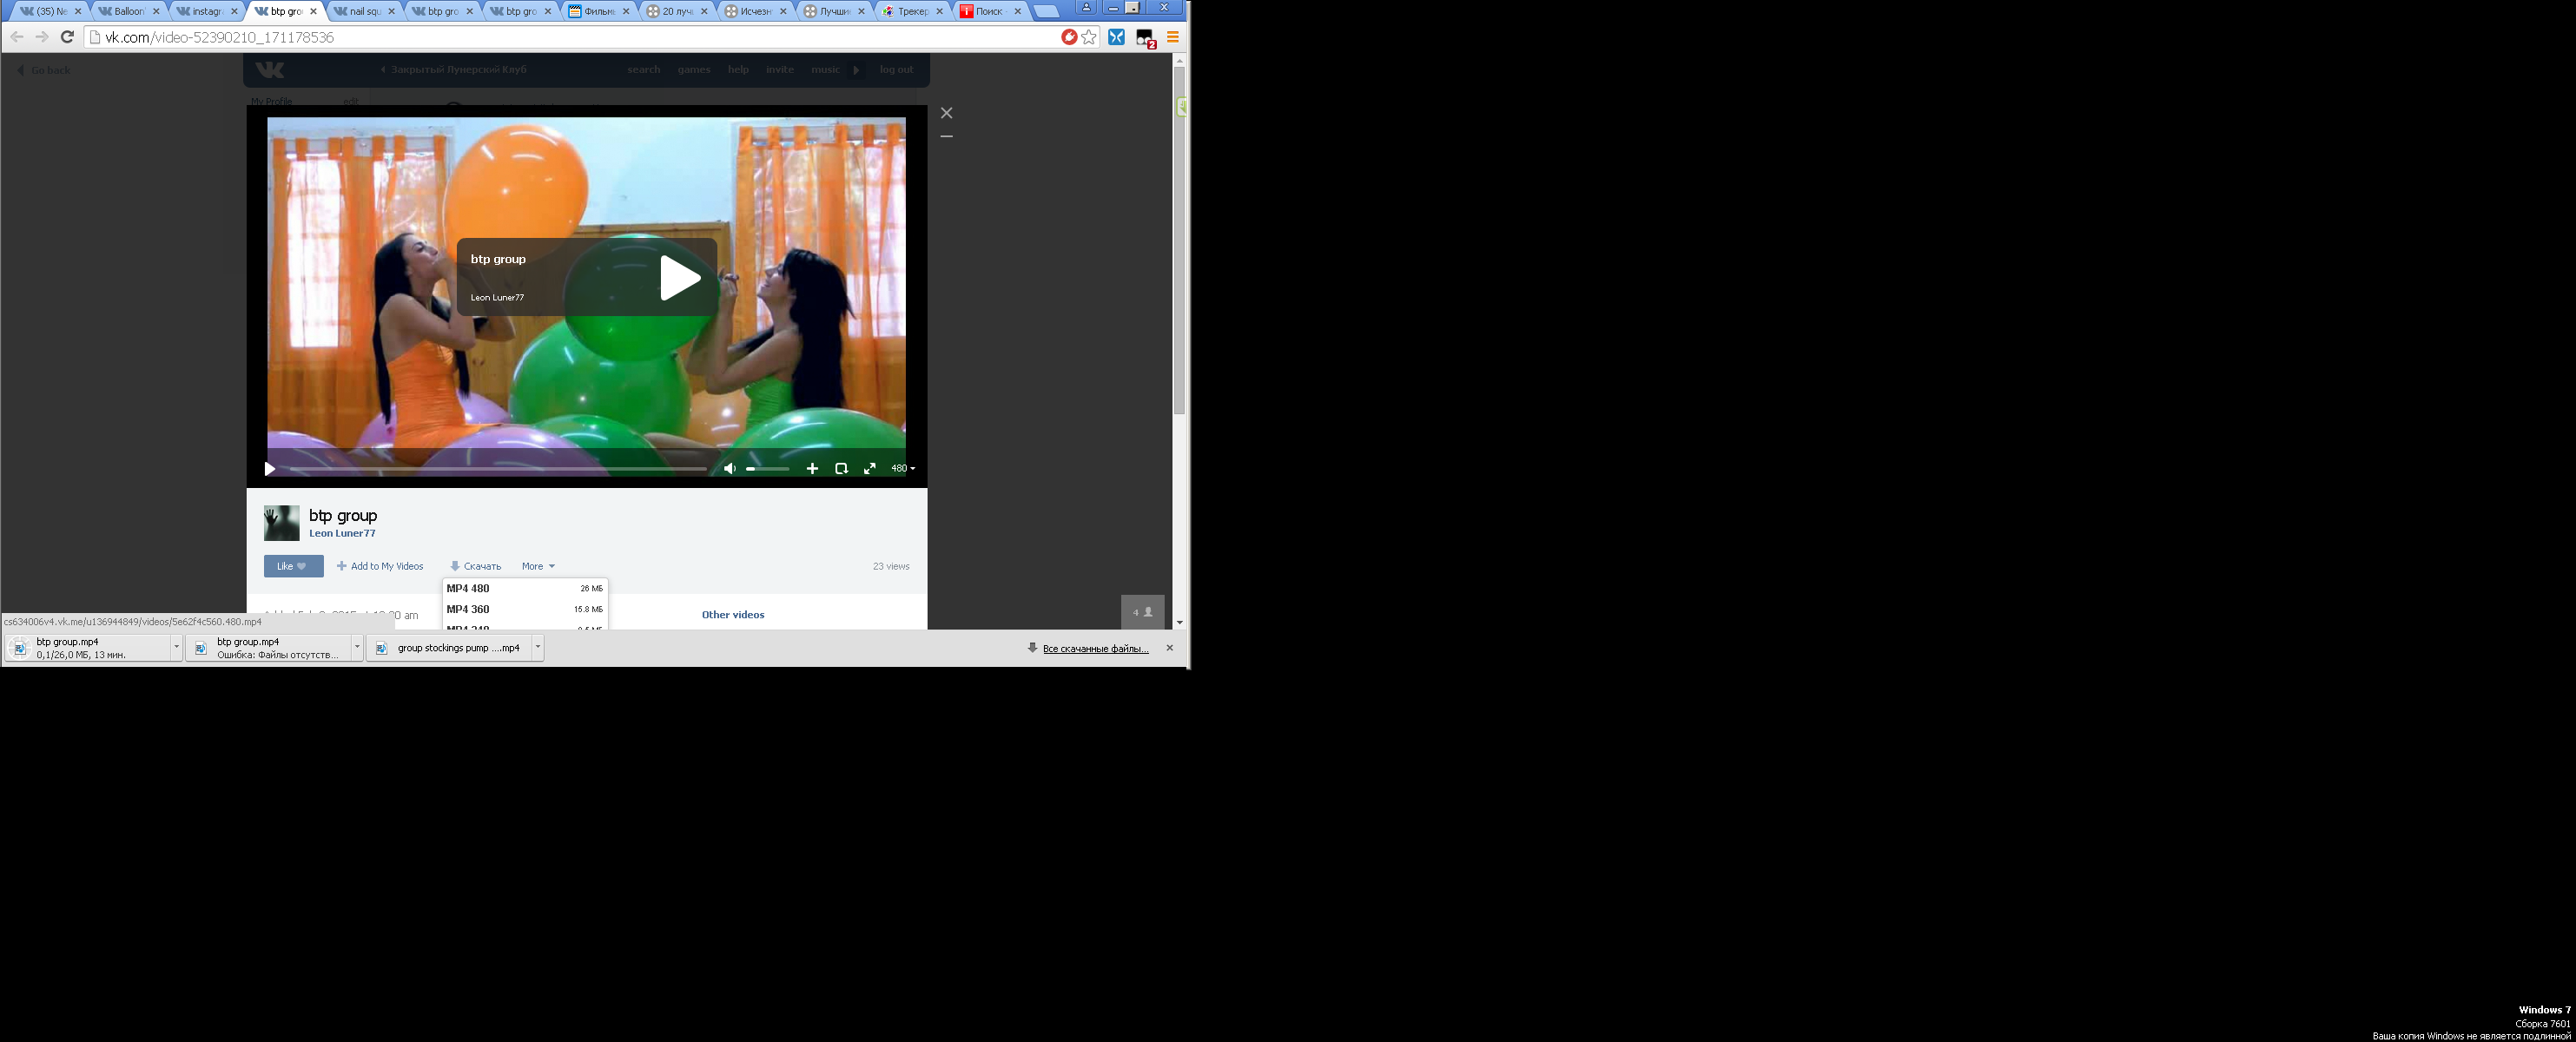 (35) Ne
Balloon
instagr
btp gro
nail squ
btp gro
btp gro
Фильм
20 луч
Исчезн
Лучши
Трекер
Поиск
vk.com/video-52390210_171178536
2
Go back
Закрытый Лунерский Клуб
search games help invite music log out
My Profile edit
btp group
Leon Luner77
480
btp group
Leon Luner77
Like
Add to My Videos
Скачать
More
23 views
MP4 480 26 МБ
MP4 360 15.8 МБ
am
Other videos
4
cs634006v4.vk.me/u136944849/videos/5e62f4c560.480.mp4
btp group.mp4
0,1/26,0 МБ, 13 мин.
btp group.mp4
Ошибка: Файлы отсутств...
group stockings pump ....mp4
Все скачанные файлы...
Windows 7
Сборка 7601
Ваша копия Windows не является подлинной